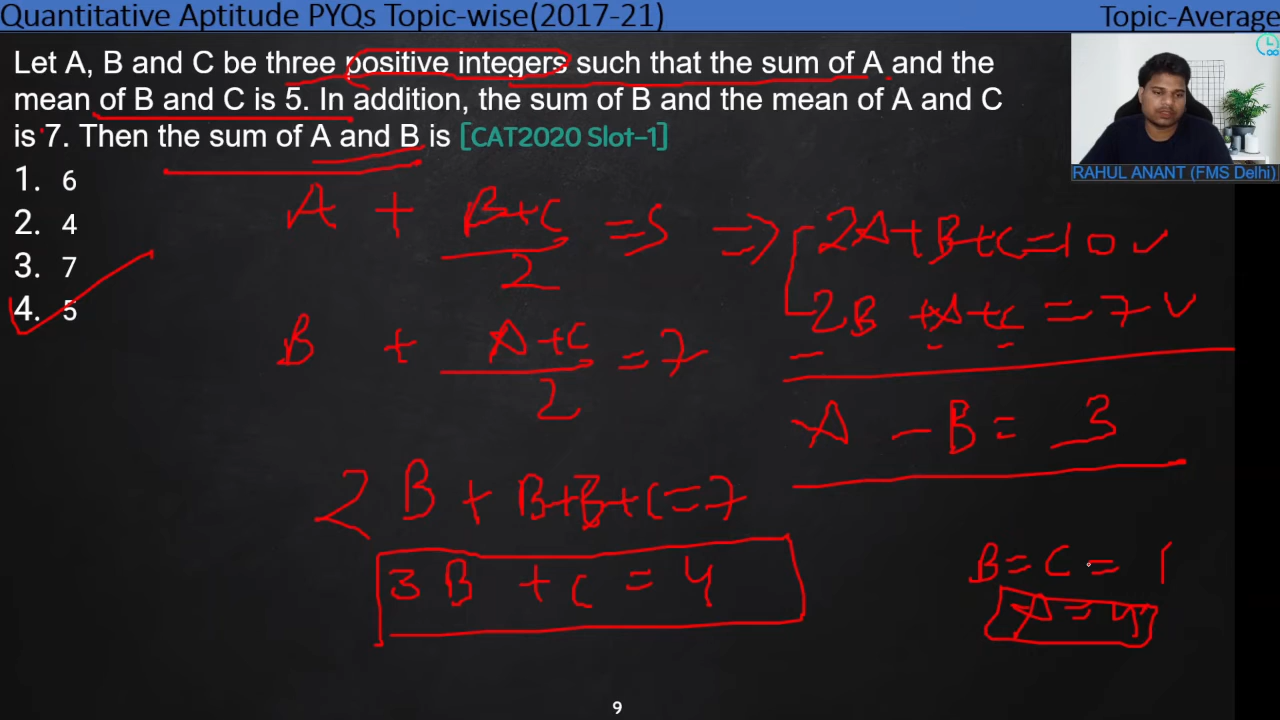 Quantitative Aptitude PYQs Topic-wise(2017-21)
Topic-Average
Let A, B and C be three positive integers such that the sum of A and the
mean of B and C is 5. In addition, the sum of B and the mean of A and C
is 7. Then the sum of A and B is [CAT2020 Slot-1]
RAHUL ANANT (FMS Delhi)
1. 6
2. 4
3. 7
4. 5
A + B+C/2 = 5 => 2A+B+C=10
2B+A+C=7
B + A+C/2 = 7
A-B=3
2B+B+B+C=7
3B+C=4
B=C=1
A=4
9